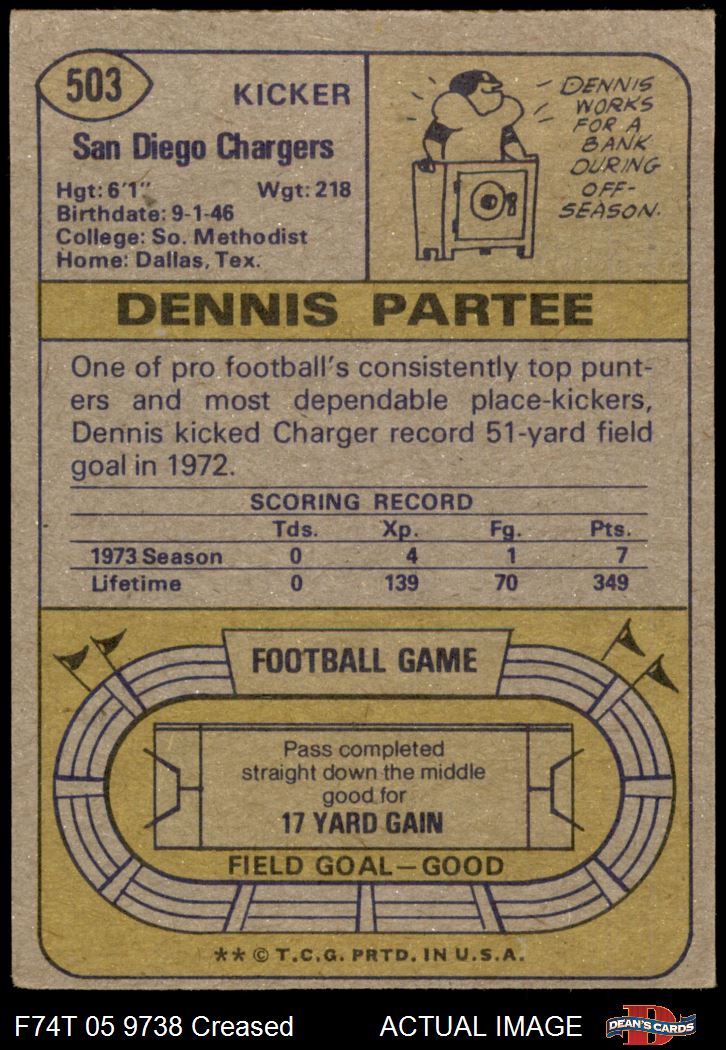 503
KICKER
San Diego Chargers
Hgt: 6'1" Wgt: 218
Birthdate: 9-1-46
College: So. Methodist
Home: Dallas, Tex.
DENNIS
WORKS
FOR A
BANK
DURING
OFF-
SEASON.
DENNIS PARTEE
One of pro football's consistently top punt-
ers and most dependable place-kickers,
Dennis kicked Charger record 51-yard field
goal in 1972.
SCORING RECORD
Tds. Xp. Fg. Pts.
1973 Season 0 4 1 7
Lifetime 0 139 70 349
FOOTBALL GAME
Pass completed
straight down the middle
good for
17 YARD GAIN
FIELD GOAL—GOOD
** © T.C.G. PRTD. IN U.S.A.
F74T 05 9738 Creased ACTUAL IMAGE
D
DEAN'S CARDS